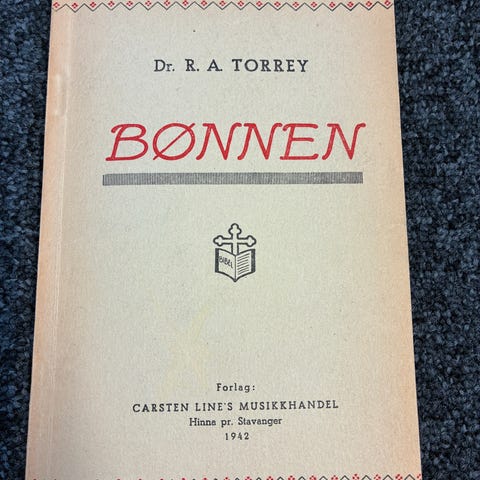 Dr. R. A. TORREY
BØNNEN
BIBEL
Forlag:
CARSTEN LINE'S MUSIKKHANDEL
Hinna pr. Stavanger
1942